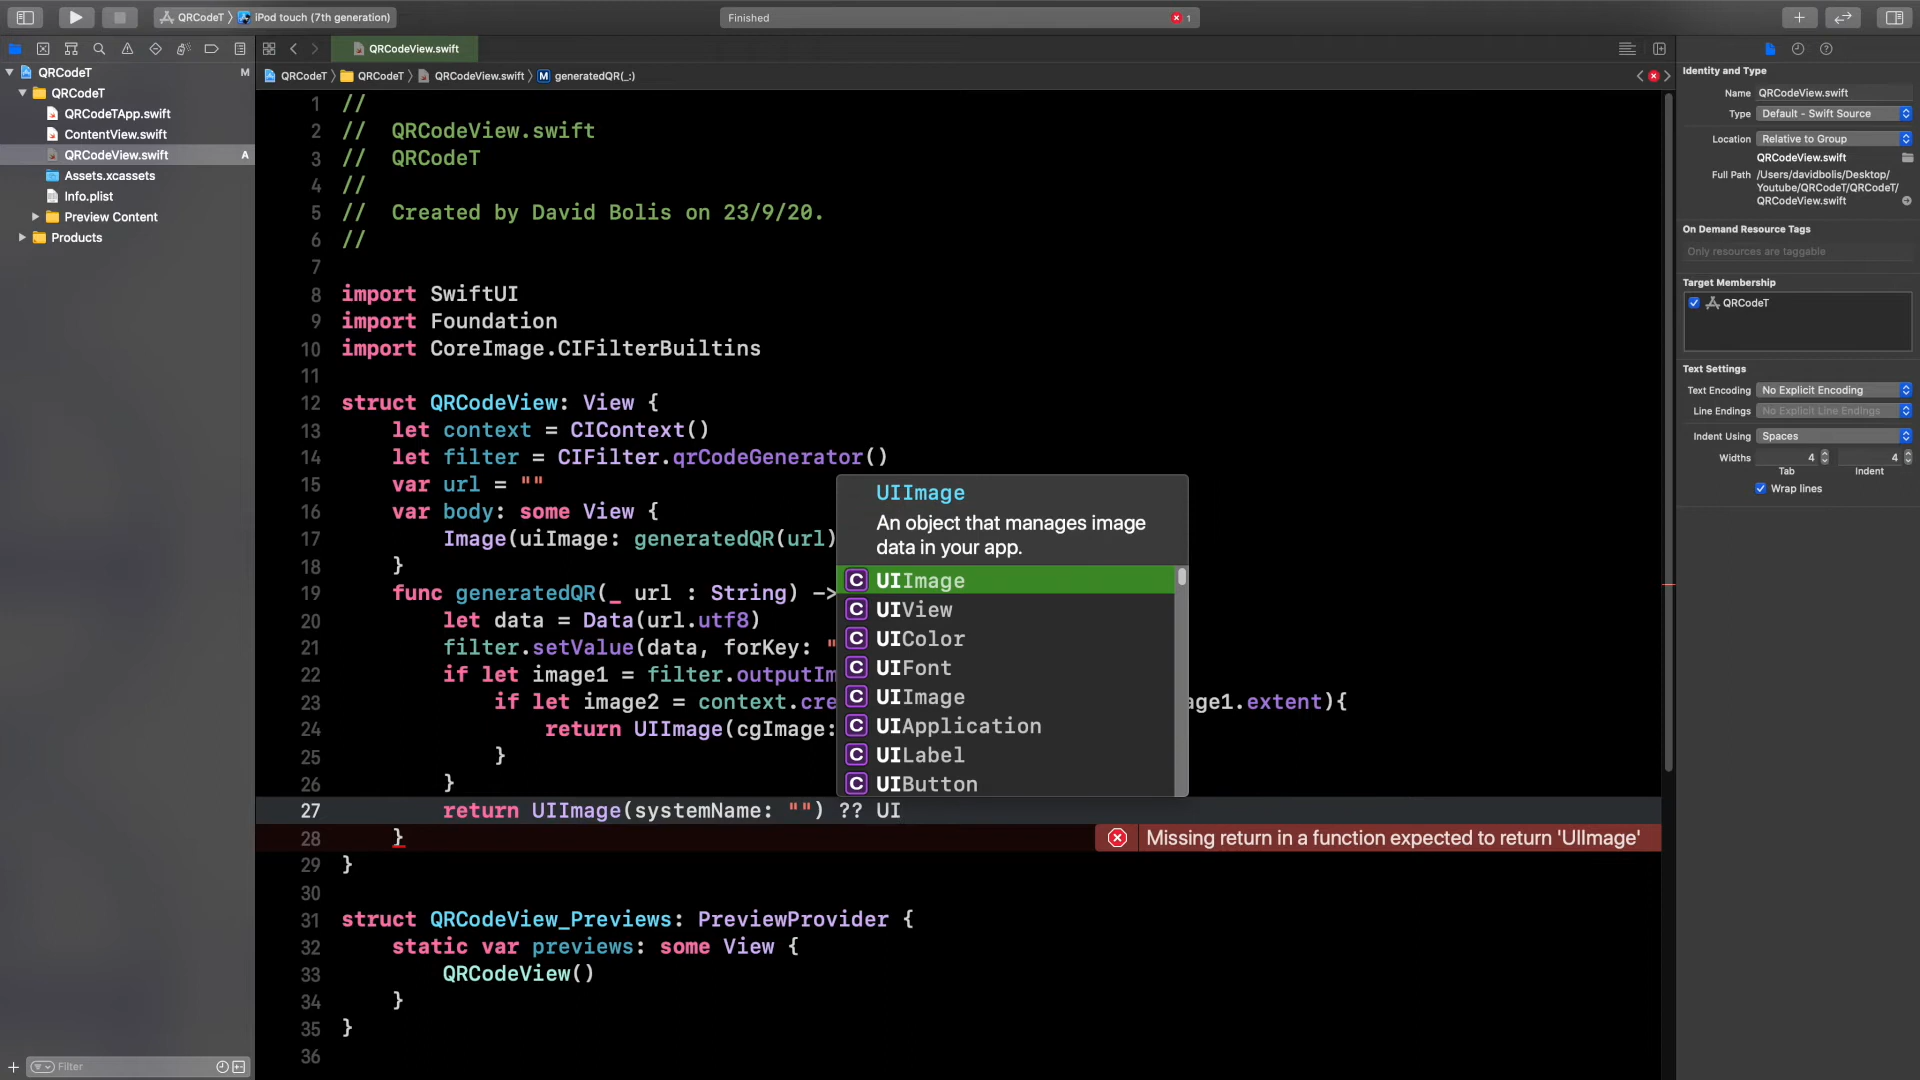 QRCodeT 〉 iPod touch (7th generation)
Finished
1
QRCodeView.swift
QRCodeT M
QRCodeT 〉 QRCodeT 〉 QRCodeView.swift 〉 M generatedQR(_:)
QRCodeT
QRCodeTApp.swift
ContentView.swift
QRCodeView.swift A
Assets.xcassets
Info.plist
Preview Content
Products
Filter
1 //
2 //  QRCodeView.swift
3 //  QRCodeT
4 //
5 //  Created by David Bolis on 23/9/20.
6 //
7
8 import SwiftUI
9 import Foundation
10 import CoreImage.CIFilterBuiltins
11
12 struct QRCodeView: View {
13 let context = CIContext()
14 let filter = CIFilter.qrCodeGenerator()
15 var url = ""
16 var body: some View {
17 Image(uiImage: generatedQR(url)
18 }
19 func generatedQR(_ url : String) ->
20 let data = Data(url.utf8)
21 filter.setValue(data, forKey: "
22 if let image1 = filter.outputIm
23 if let image2 = context.cre age1.extent){
24 return UIImage(cgImage:
25 }
26 }
27 return UIImage(systemName: "") ?? UI
28 }
Missing return in a function expected to return 'UIImage'
29 }
30
31 struct QRCodeView_Previews: PreviewProvider {
32 static var previews: some View {
33 QRCodeView()
34 }
35 }
36
UIImage
An object that manages image
data in your app.
C UIImage
C UIView
C UIColor
C UIFont
C UIImage
C UIApplication
C UILabel
C UIButton
Identity and Type
Name QRCodeView.swift
Type Default - Swift Source
Location Relative to Group
QRCodeView.swift
Full Path /Users/davidbolis/Desktop/
Youtube/QRCodeT/QRCodeT/
QRCodeView.swift
On Demand Resource Tags
Only resources are taggable
Target Membership
QRCodeT
Text Settings
Text Encoding No Explicit Encoding
Line Endings No Explicit Line Endings
Indent Using Spaces
Widths 4 4
Tab Indent
Wrap lines